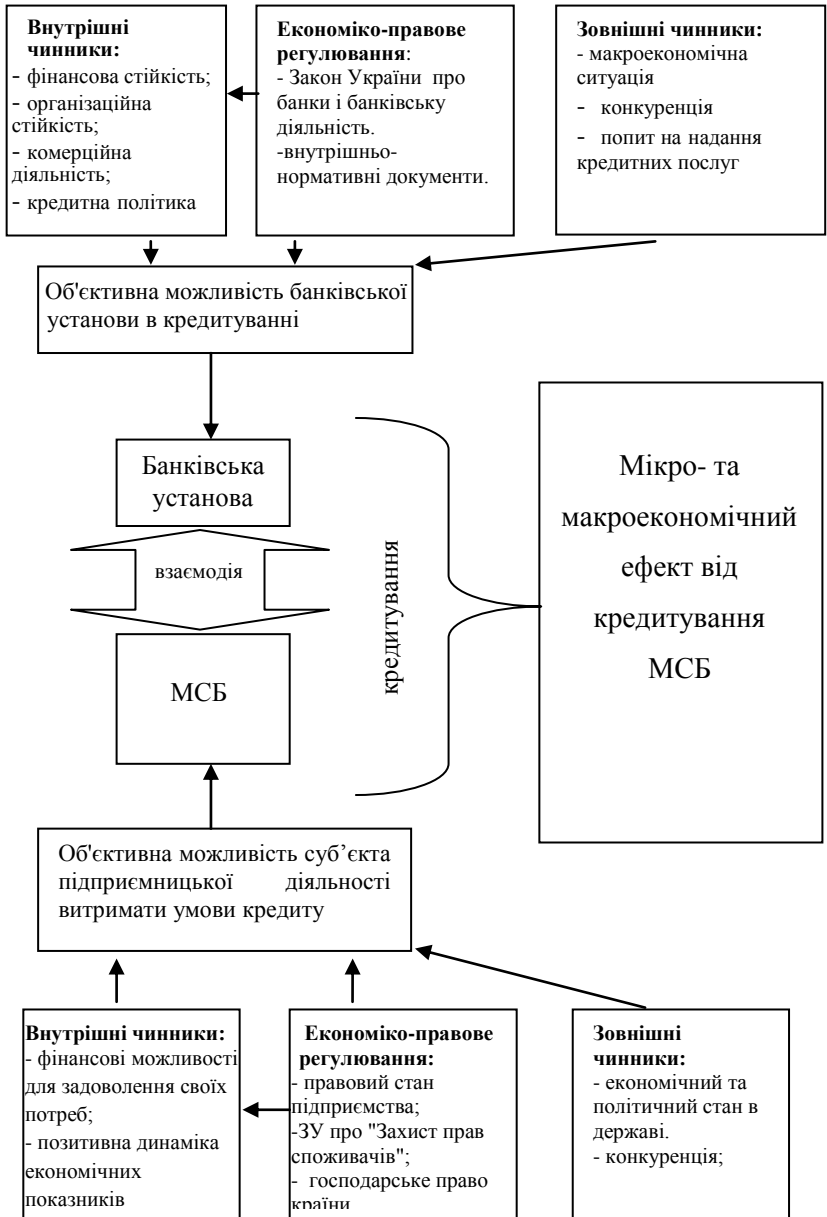 Внутрішні
чинники:
- фінансова стійкість;
- організаційна
стійкість;
- комерційна
діяльність;
- кредитна політика
Економіко-правове
регулювання:
- Закон України про
банки і банківську
діяльність.
-внутрішньо-
нормативні документи.
Зовнішні чинники:
- макроекономічна
ситуація
- конкуренція
- попит на надання
кредитних послуг
Об'єктивна можливість банківської
установи в кредитуванні
Банківська
установа
взаємодія
МСБ
кредитування
Мікро- та
макроекономічний
ефект від
кредитування
МСБ
Об'єктивна можливість суб’єкта
підприємницької діяльності
витримати умови кредиту
Внутрішні чинники:
- фінансові можливості
для задоволення своїх
потреб;
- позитивна динаміка
економічних
показників
Економіко-правове
регулювання:
- правовий стан
підприємства;
-ЗУ про "Захист прав
споживачів";
- господарське право
країни
Зовнішні
чинники:
- економічний та
політичний стан в
державі.
- конкуренція;